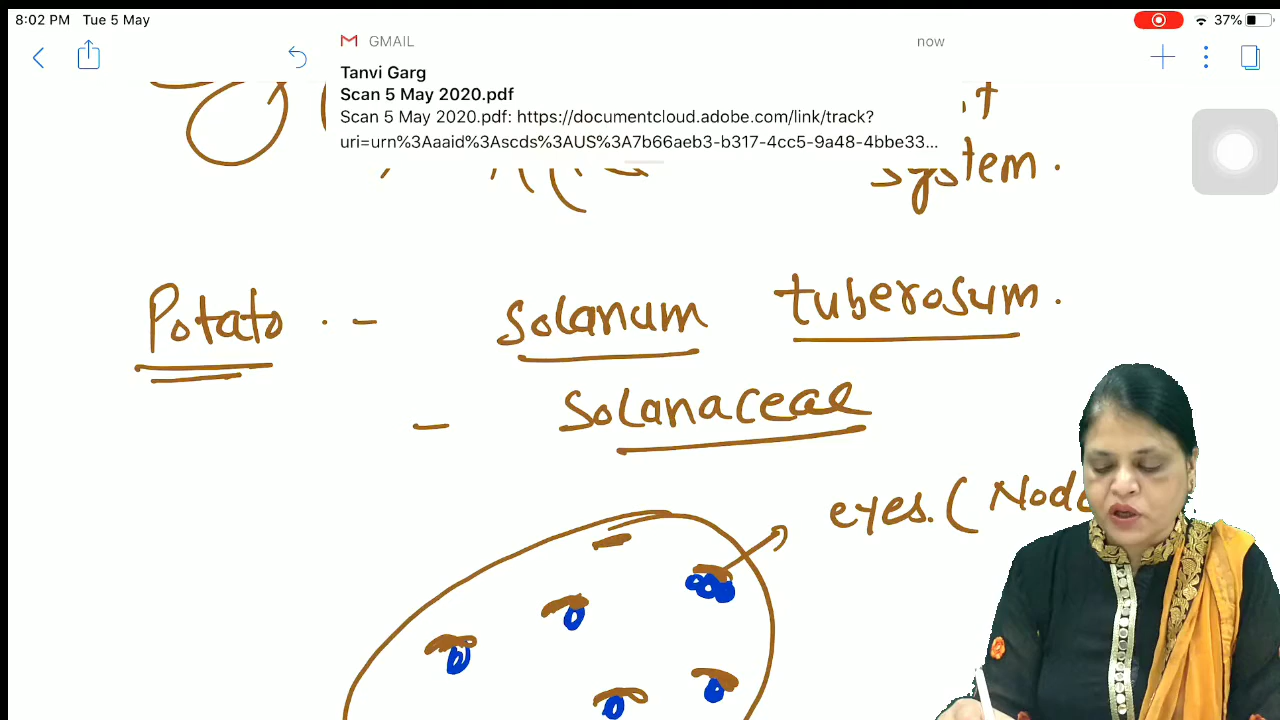 8:02 PM Tue 5 May
37%
GMAIL
now
Tanvi Garg
Scan 5 May 2020.pdf
Scan 5 May 2020.pdf: https://documentcloud.adobe.com/link/track?
uri=urn%3Aaaid%3Ascds%3AUS%3A7b66aeb3-b317-4cc5-9a48-4bbe33...
system.
Potato . - Solanum tuberosum.
- Solanaceae
eyes. ( Node